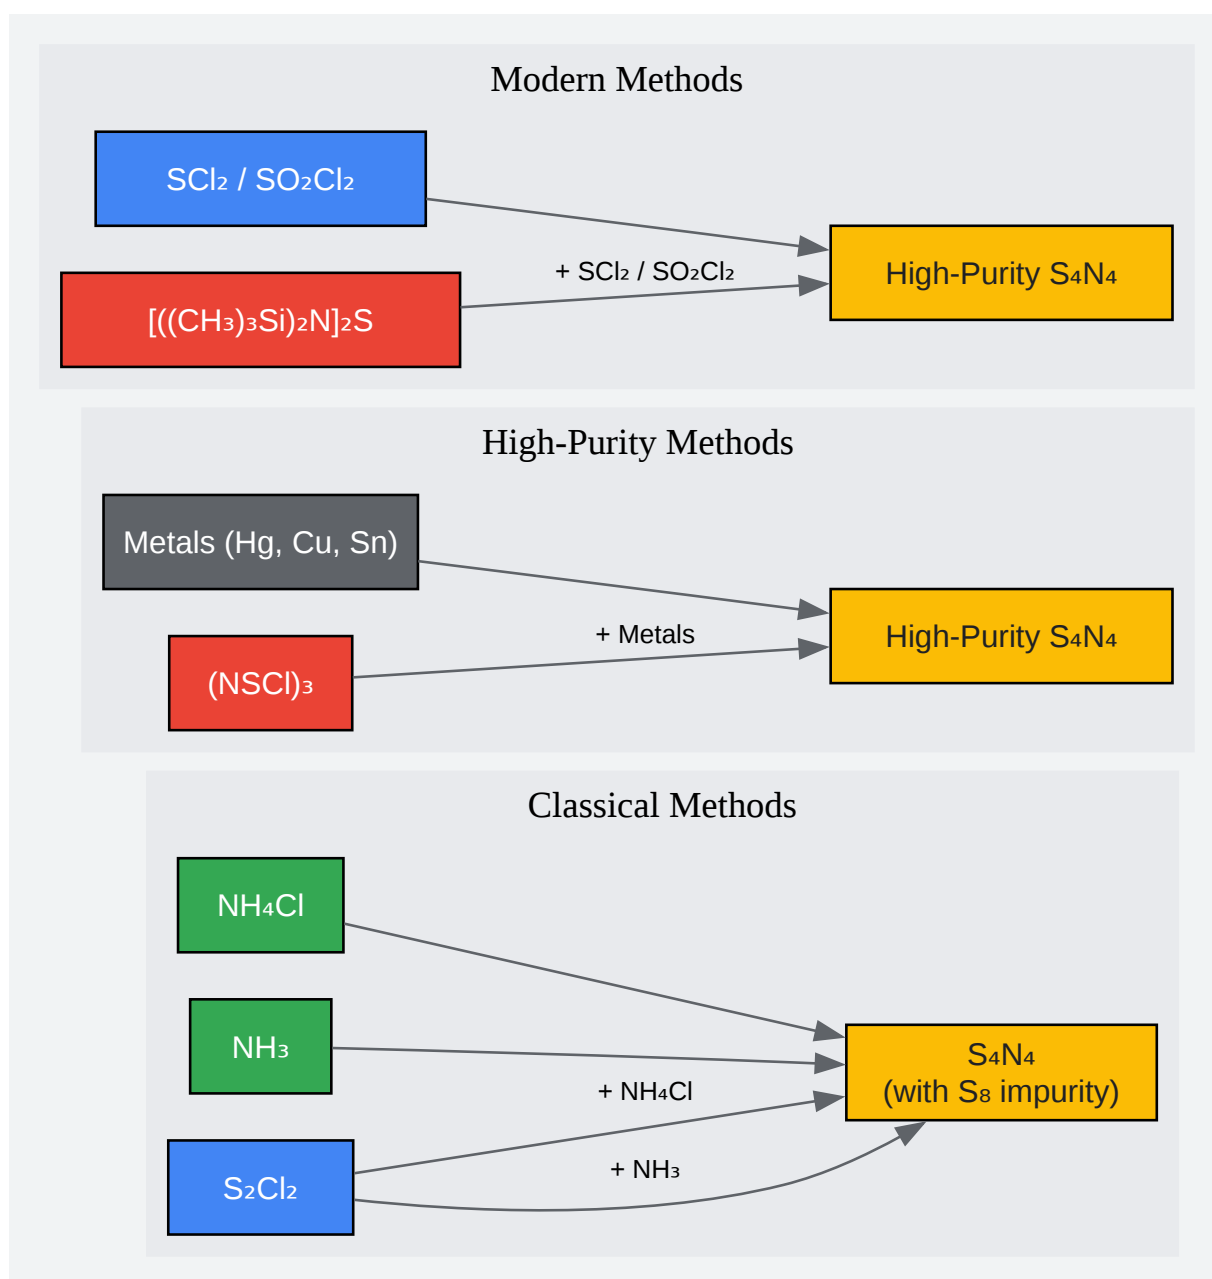 Modern Methods
SCl₂ / SO₂Cl₂
+ SCl₂ / SO₂Cl₂
High-Purity S₄N₄
[((CH₃)₃Si)₂N]₂S
High-Purity Methods
Metals (Hg, Cu, Sn)
+ Metals
High-Purity S₄N₄
(NSCl)₃
Classical Methods
NH₄Cl
NH₃
S₄N₄
(with S₈ impurity)
+ NH₄Cl
+ NH₃
S₂Cl₂